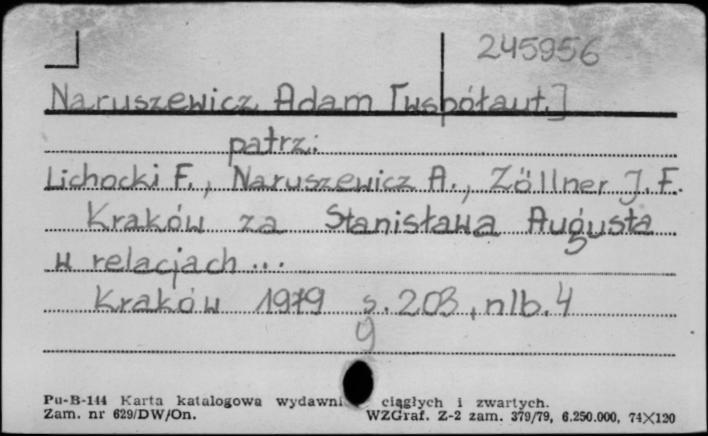 245956
Naruszewicz Adam [współaut.]
patrz:
Lichocki F., Naruszewicz A., Zöllner J. F.
Kraków za Stanisława Augusta
w relacjach...
Kraków 1979 s. 203, nlb. 4
g
Pu-B-144 Karta katalogowa wydawni ciągłych i zwartych.
Zam. nr 629/DW/On. WZGraf. Z-2 zam. 379/79, 6.250.000, 74X120